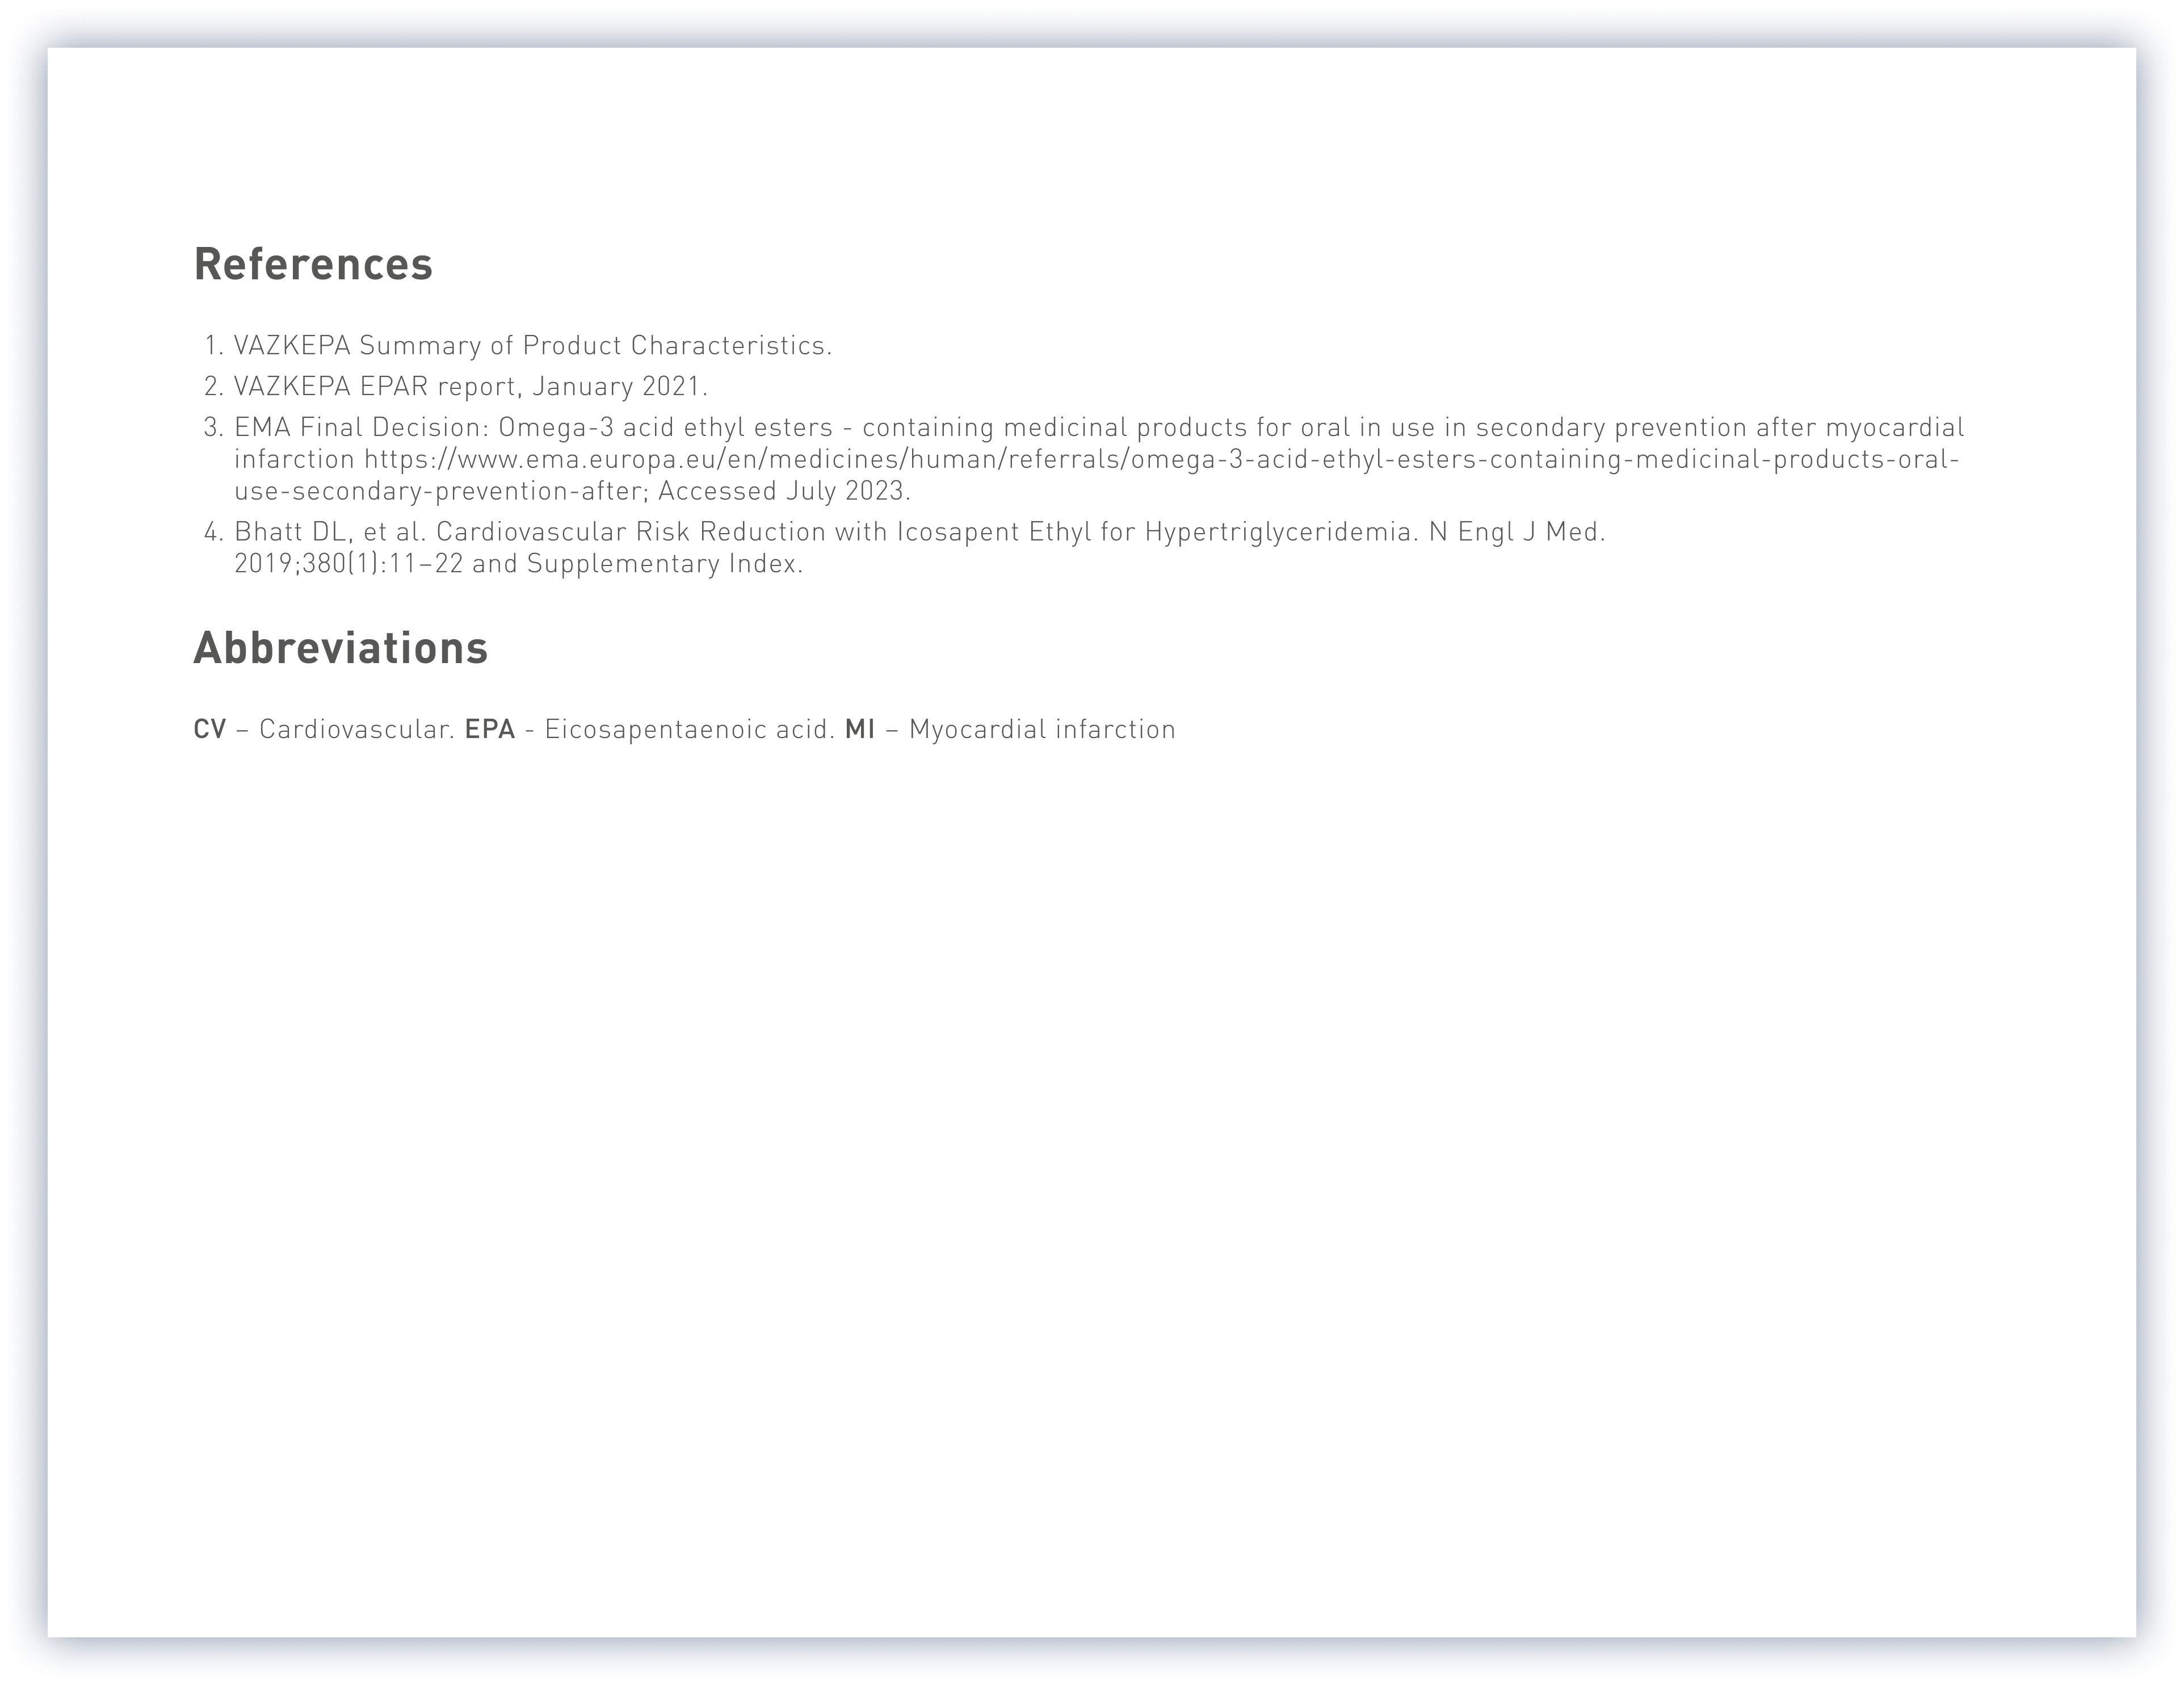 References
1. VAZKEPA Summary of Product Characteristics.
2. VAZKEPA EPAR report, January 2021.
3. EMA Final Decision: Omega-3 acid ethyl esters - containing medicinal products for oral in use in secondary prevention after myocardial
infarction https://www.ema.europa.eu/en/medicines/human/referrals/omega-3-acid-ethyl-esters-containing-medicinal-products-oral-
use-secondary-prevention-after; Accessed July 2023.
4. Bhatt DL, et al. Cardiovascular Risk Reduction with Icosapent Ethyl for Hypertriglyceridemia. N Engl J Med.
2019;380(1):11–22 and Supplementary Index.
Abbreviations
CV – Cardiovascular. EPA - Eicosapentaenoic acid. MI – Myocardial infarction